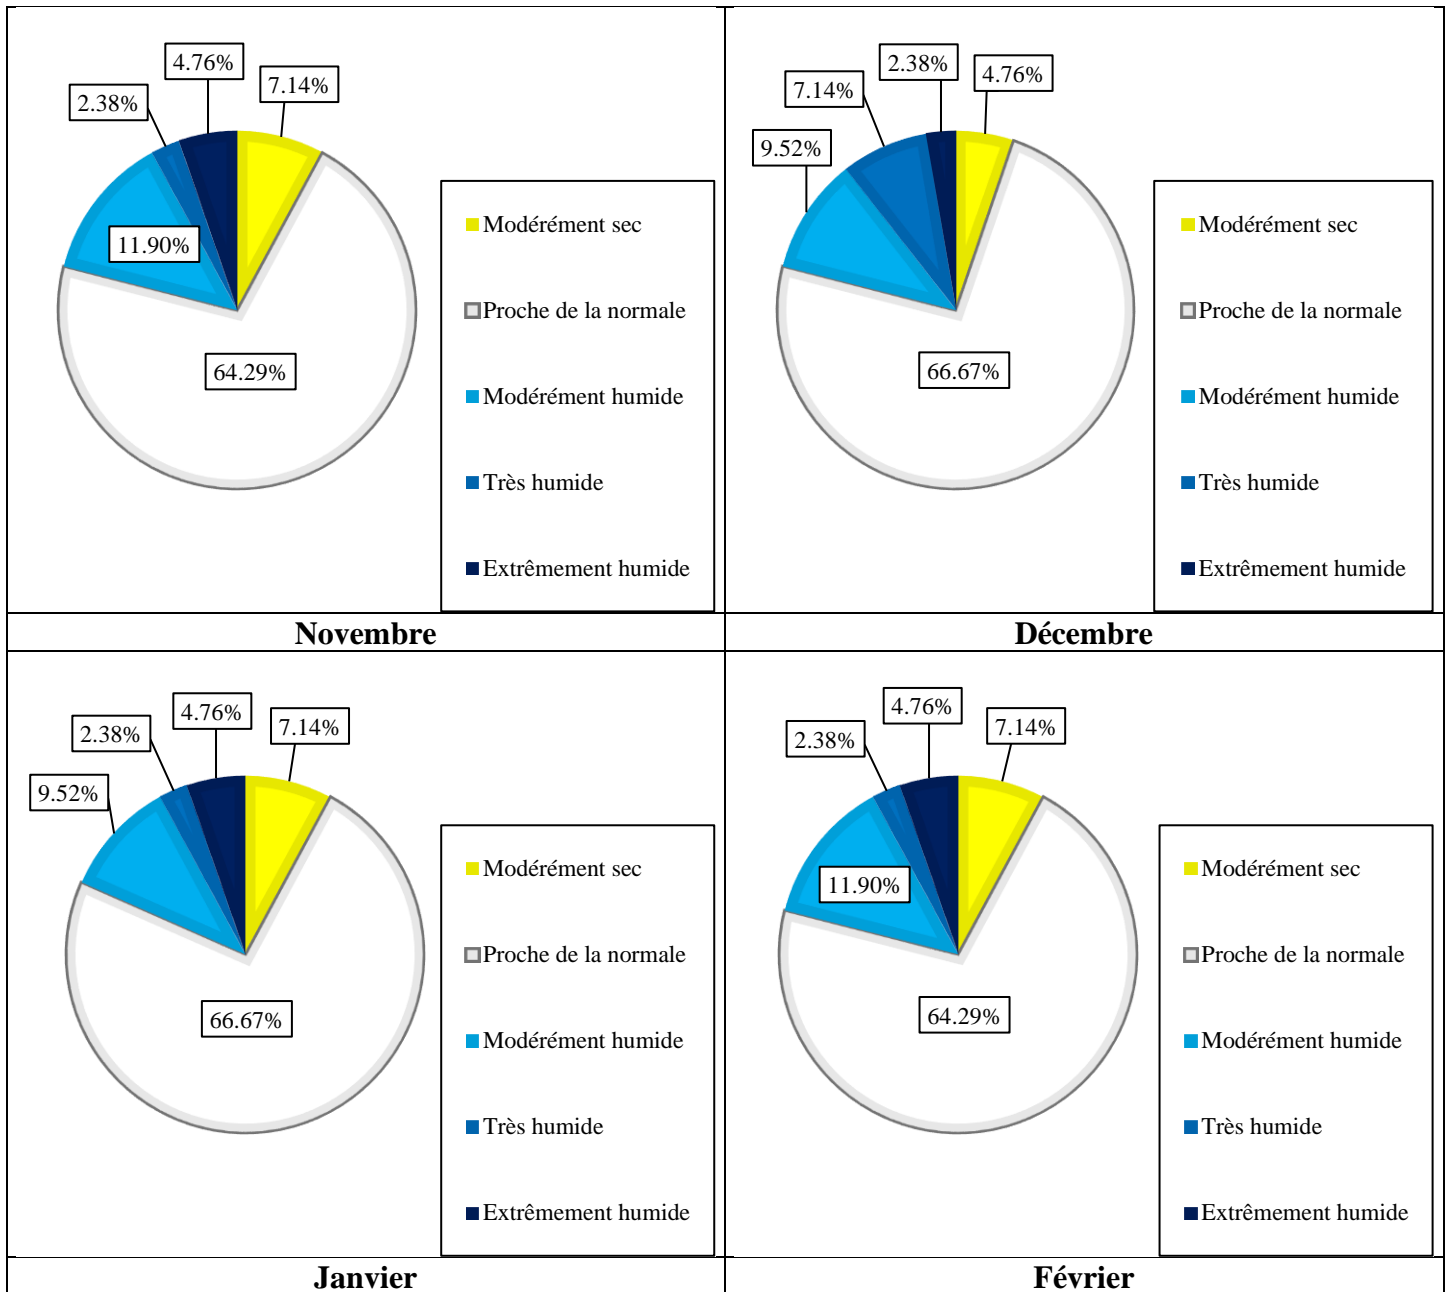 4.76%
7.14%
2.38%
11.90%
64.29%
Modérément sec
Proche de la normale
Modérément humide
Très humide
Extrêmement humide
Novembre
2.38%
4.76%
7.14%
9.52%
66.67%
Modérément sec
Proche de la normale
Modérément humide
Très humide
Extrêmement humide
Décembre
4.76%
7.14%
2.38%
9.52%
66.67%
Modérément sec
Proche de la normale
Modérément humide
Très humide
Extrêmement humide
Janvier
4.76%
7.14%
2.38%
11.90%
64.29%
Modérément sec
Proche de la normale
Modérément humide
Très humide
Extrêmement humide
Février